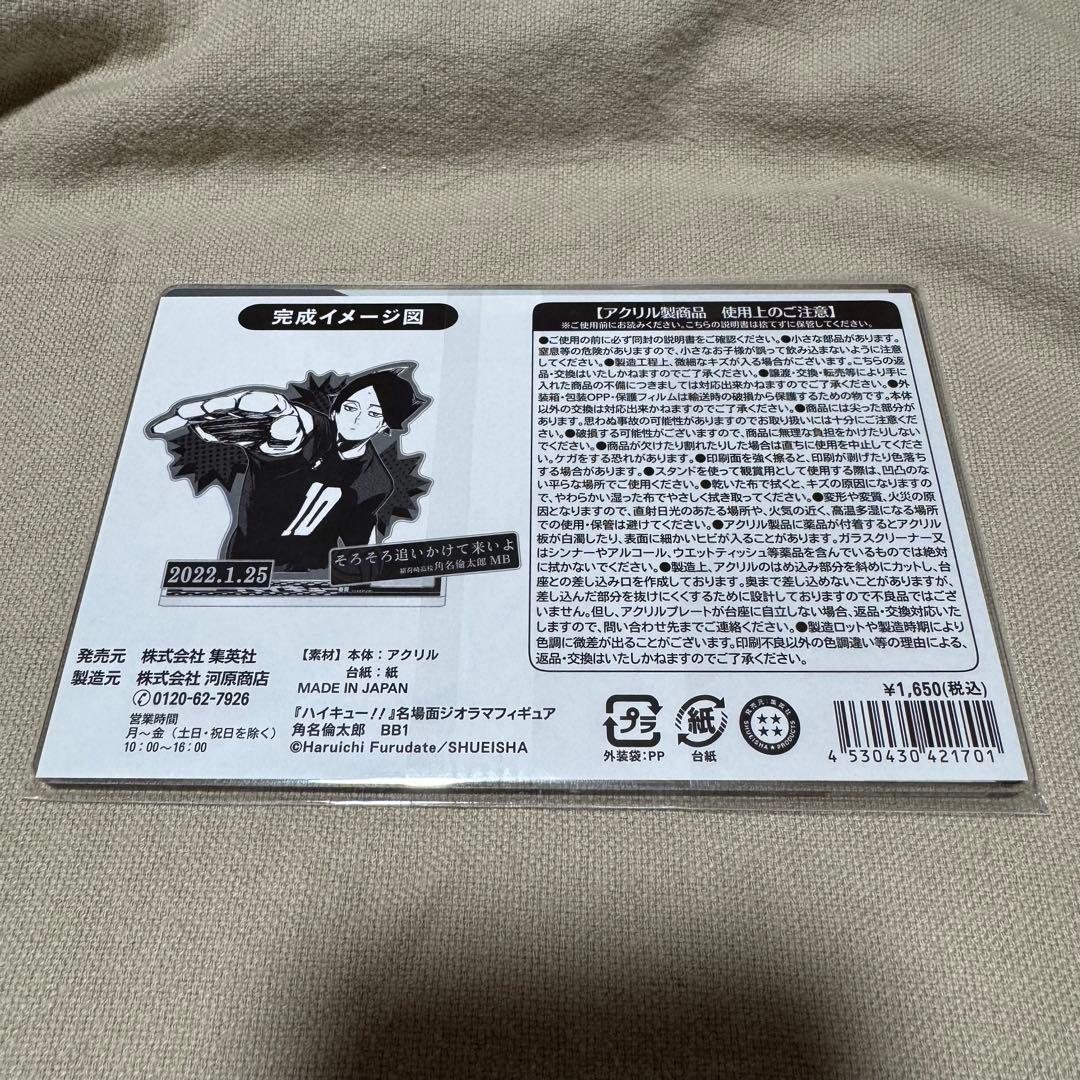 完成イメージ図
10
そろそろ追いかけて来いよ
稲荷崎高校 角名倫太郎 MB
2022.1.25
発売元 株式会社 集英社
製造元 株式会社 河原商店
0120-62-7926
営業時間
月〜金（土日・祝日を除く）
10：00〜16：00
【素材】本体：アクリル
台紙：紙
MADE IN JAPAN
『ハイキュー!!』名場面ジオラマフィギュア
角名倫太郎 BB1
©Haruichi Furudate/SHUEISHA
【アクリル製商品 使用上のご注意】
※ご使用前にお読みください。こちらの説明書は捨てずに保管してください。
●ご使用の前に必ず同封の説明書をご確認ください。●小さな部品があります。
窒息等の危険がありますので、小さなお子様が誤って飲み込まないように注意
してください。●製造工程上、微細なキズが入る場合がございます。こちらの返
品・交換はいたしかねますのでご了承ください。●譲渡・交換・転売等により手に
入れた商品の不備につきましては対応出来かねますのでご了承ください。●外
装箱・包装OPP・保護フィルムは輸送時の破損から保護するための物です。本体
以外の交換は対応出来かねますのでご了承ください。●商品には尖った部分が
あります。思わぬ事故の可能性がありますのでお取り扱いには十分にご注意くださ
い。●破損する可能性がございますので、商品に無理な負担をかけたりしない
でください。●商品が欠けたり割れたりした場合は直ちに使用を中止してくださ
い。ケガをする恐れがあります。●印刷面を強く擦ると、印刷が剥げたり色落ち
する場合があります。●スタンドを使って観賞用として使用する際は、凹凸のな
い平らな場所でご使用ください。●乾いた布で拭くと、キズの原因になりますの
で、やわらかい湿った布でやさしく拭き取ってください。●変形や変質、火災の原
因となりますので、直射日光のあたる場所や、火気の近く、高温多湿になる場所
での使用・保管は避けてください。●アクリル製品に薬品が付着するとアクリル
板が白濁したり、表面に細かいヒビが入ることがあります。ガラスクリーナー又
はシンナーやアルコール、ウエットティッシュ等薬品を含んでいるものでは絶対
に拭かないでください。●製造上、アクリルのはめ込み部分を斜めにカットし、台
座との差し込み口を作成しております。奥まで差し込めないことがありますが、
差し込んだ部分を抜けにくくするために設計しておりますので不良品ではござ
いません。但し、アクリルプレートが台座に自立しない場合、返品・交換対応いた
しますので、問い合わせ先までご連絡ください。●製造ロットや製造時期により
色調に微差が出ることがございます。印刷不良以外の色調違い等の理由による、
返品・交換はいたしかねますのでご了承ください。
¥1,650(税込)
プラ
外装袋：PP
紙
台紙
発売元：集英社
SHUEISHA PRODUCTS
4 530430 421701